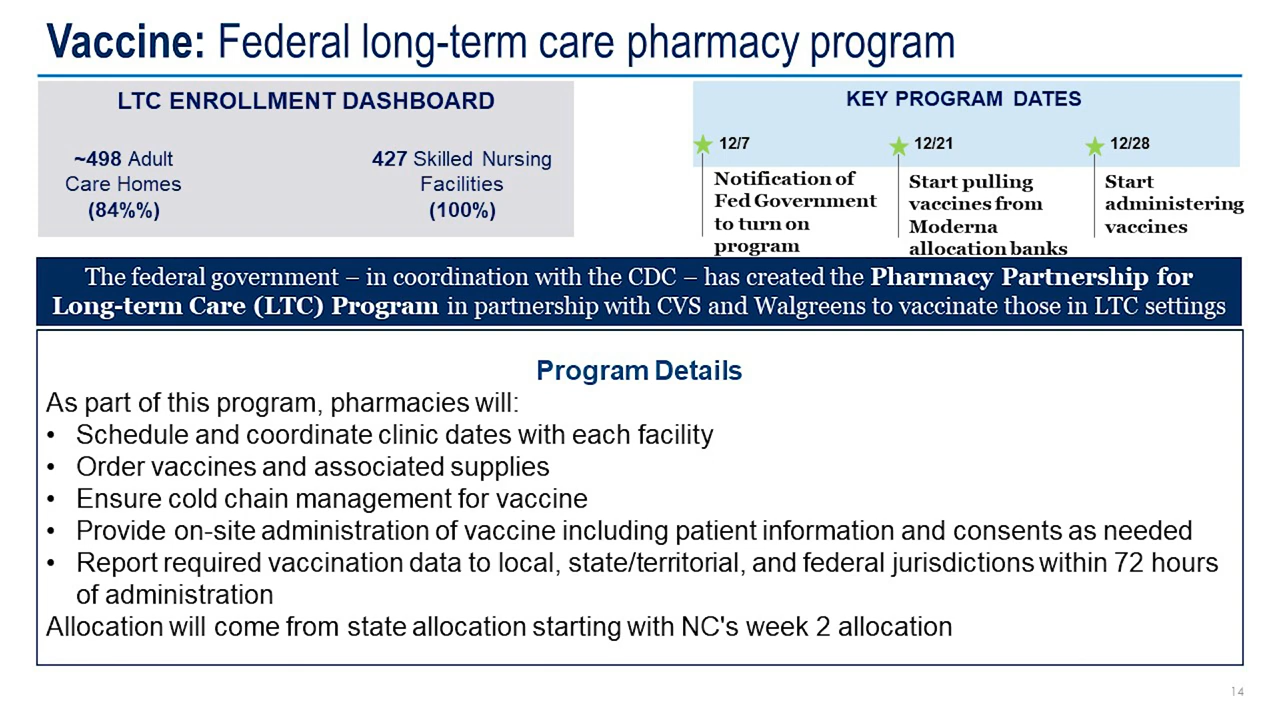 Vaccine: Federal long-term care pharmacy program
LTC ENROLLMENT DASHBOARD
~498 Adult
Care Homes
(84%%)
427 Skilled Nursing
Facilities
(100%)
KEY PROGRAM DATES
12/7
Notification of
Fed Government
to turn on
program
12/21
Start pulling
vaccines from
Moderna
allocation banks
12/28
Start
administering
vaccines
The federal government – in coordination with the CDC – has created the Pharmacy Partnership for
Long-term Care (LTC) Program in partnership with CVS and Walgreens to vaccinate those in LTC settings
Program Details
As part of this program, pharmacies will:
• Schedule and coordinate clinic dates with each facility
• Order vaccines and associated supplies
• Ensure cold chain management for vaccine
• Provide on-site administration of vaccine including patient information and consents as needed
• Report required vaccination data to local, state/territorial, and federal jurisdictions within 72 hours
of administration
Allocation will come from state allocation starting with NC's week 2 allocation
14